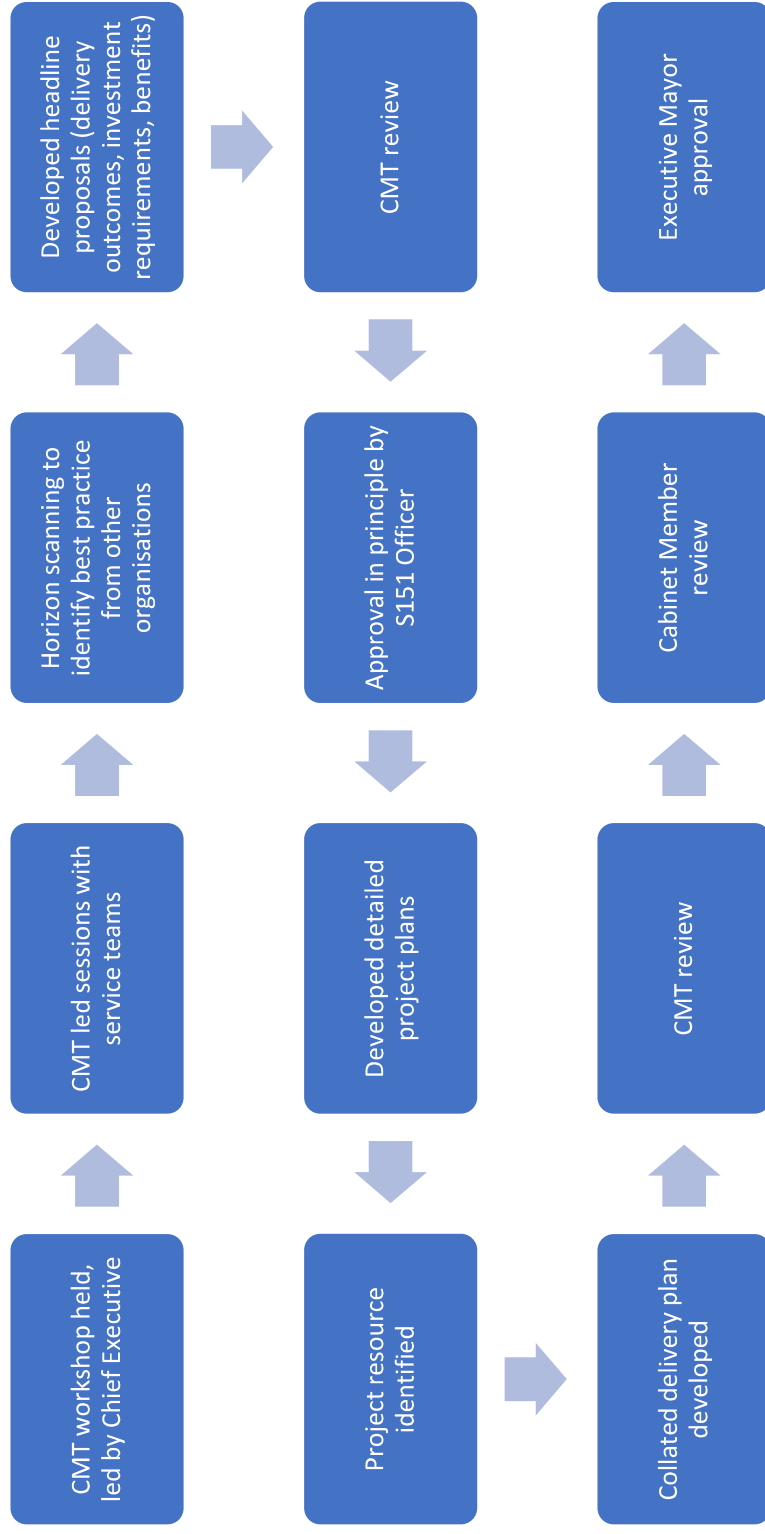 CMT workshop held,
led by Chief Executive
CMT led sessions with
service teams
Horizon scanning to
identify best practice
from other
organisations
Developed headline
proposals (delivery
outcomes, investment
requirements, benefits)
CMT review
Approval in principle by
S151 Officer
Developed detailed
project plans
Project resource
identified
Collated delivery plan
developed
CMT review
Cabinet Member
review
Executive Mayor
approval